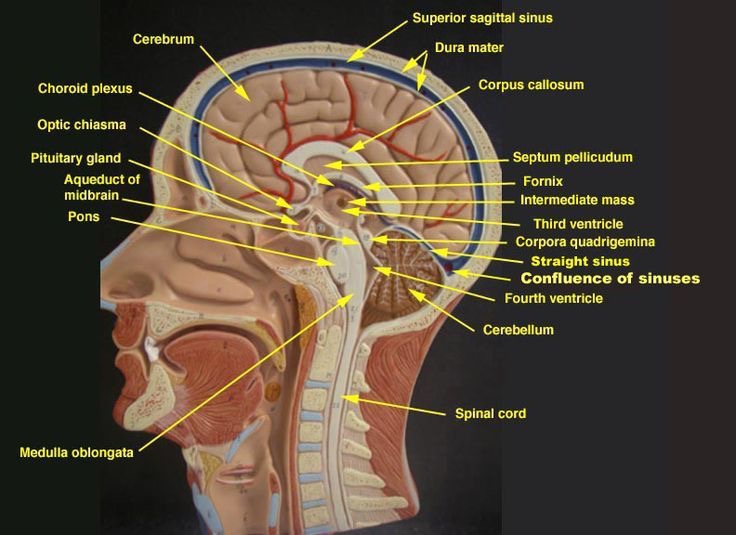 Superior sagittal sinus
Cerebrum
Dura mater
Choroid plexus
Corpus callosum
Optic chiasma
Pituitary gland
Septum pellicudum
Aqueduct of
midbrain
Fornix
Intermediate mass
Pons
Third ventricle
Corpora quadrigemina
Straight sinus
Confluence of sinuses
Fourth ventricle
Cerebellum
Spinal cord
Medulla oblongata